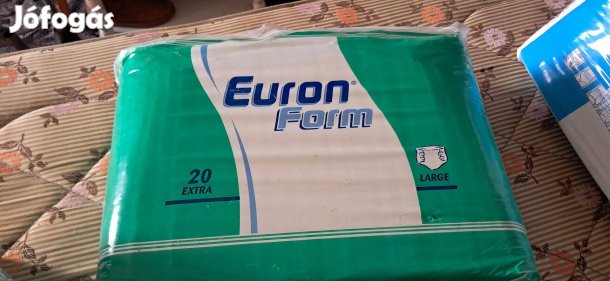 Jófogás
Euron®
Form
20
EXTRA
LARGE